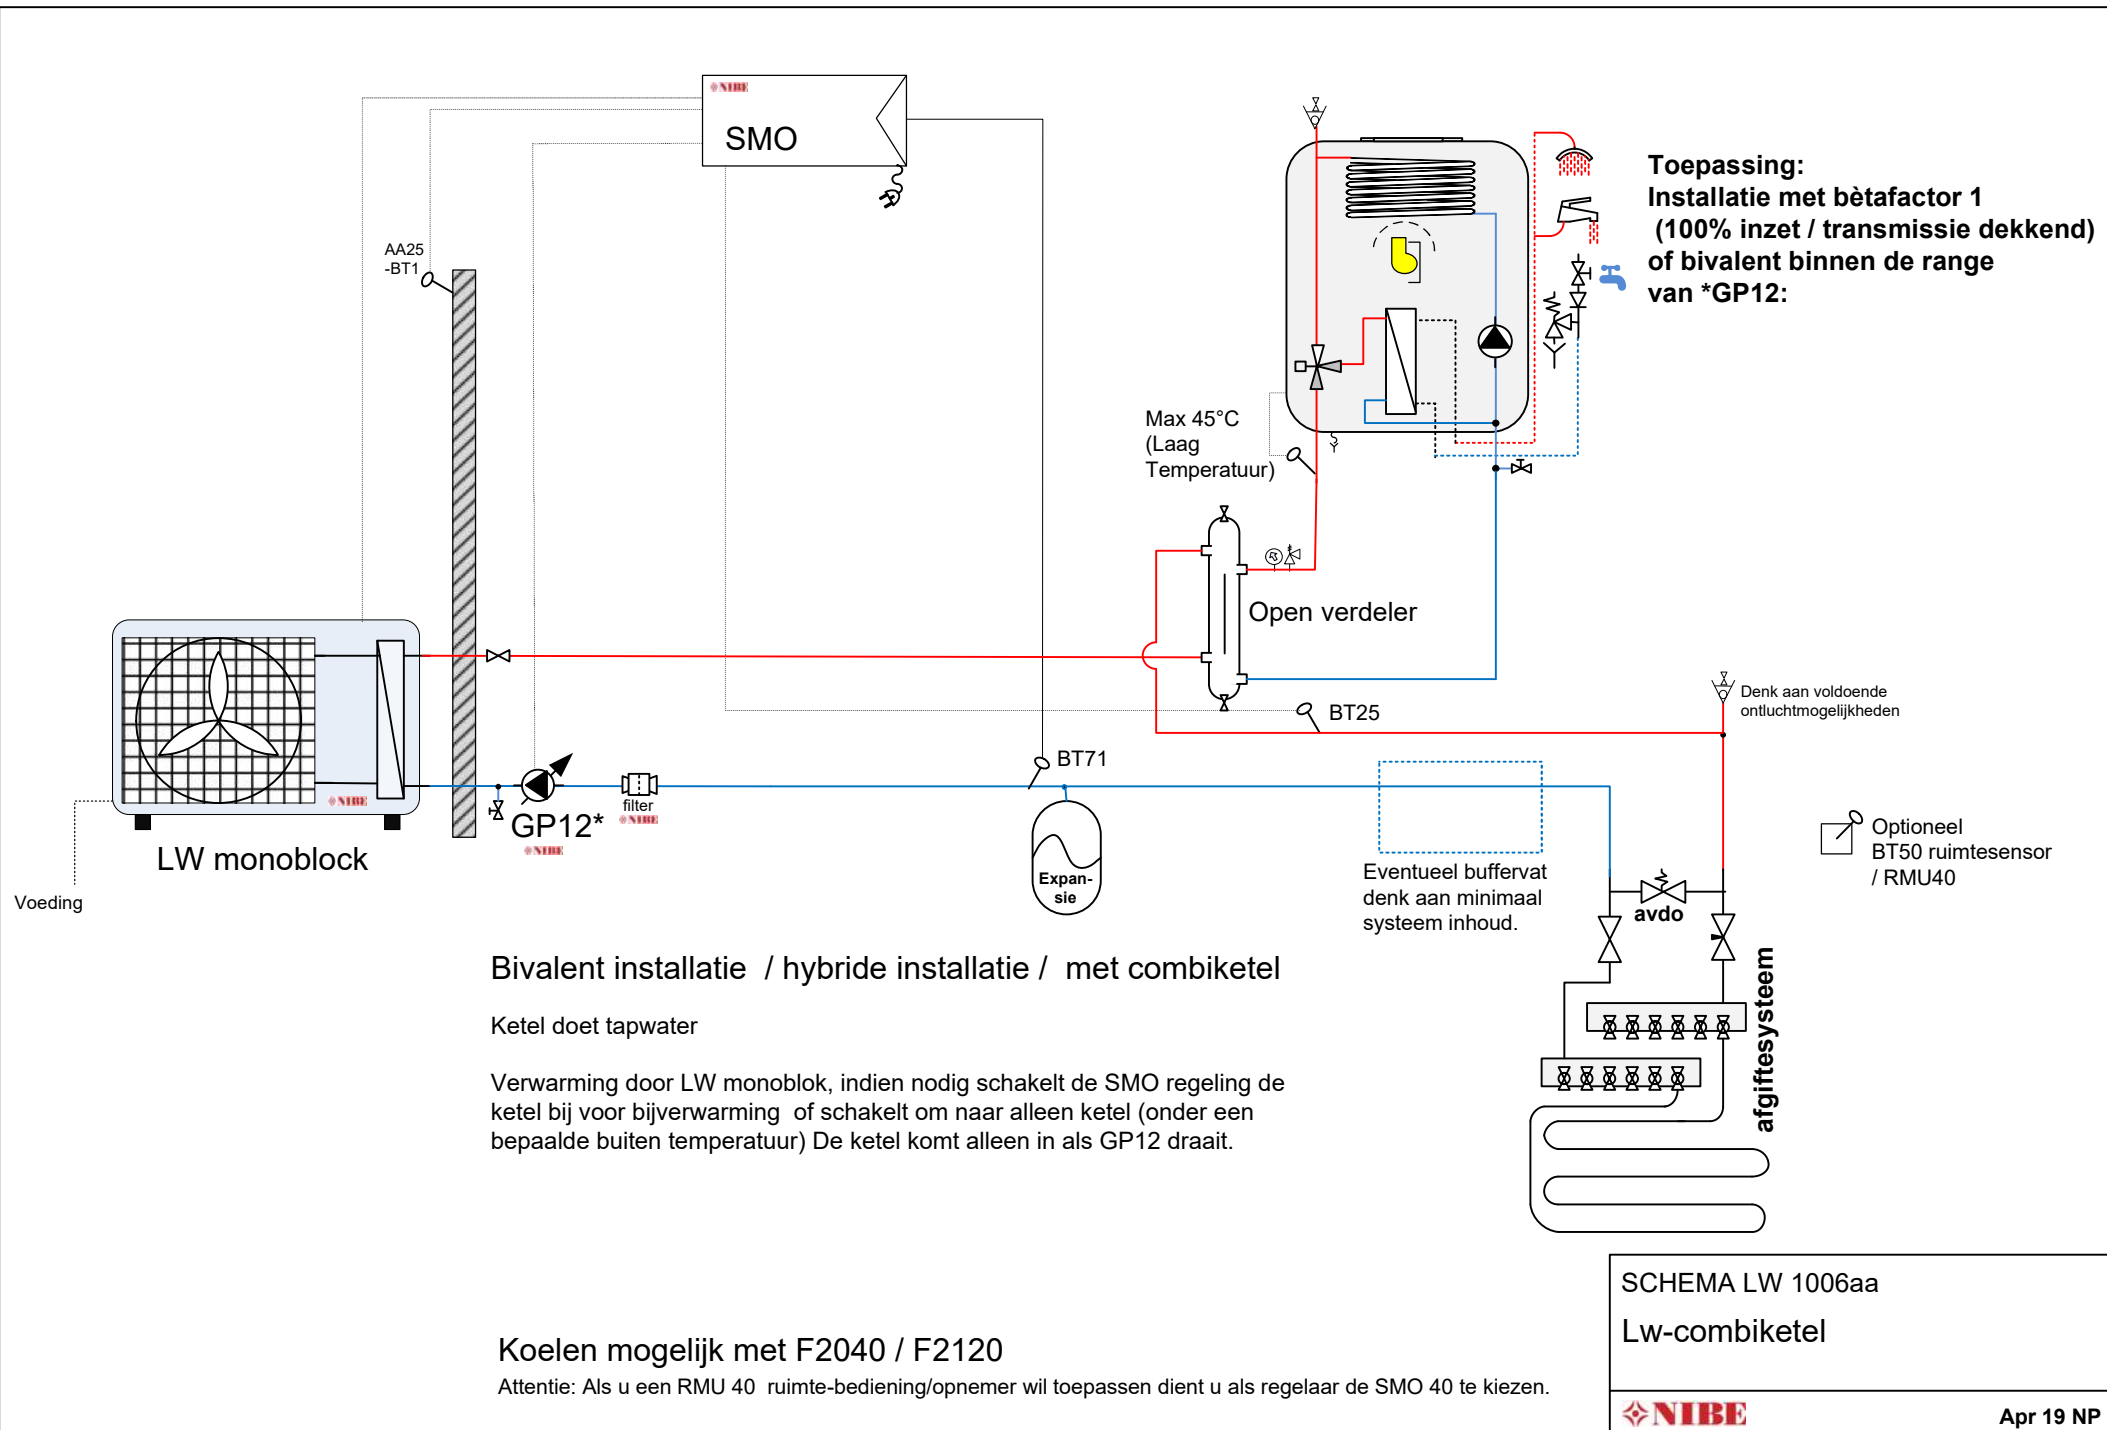 NIBE
SMO
AA25
-BT1
Toepassing:
Installatie met bètafactor 1
(100% inzet / transmissie dekkend)
of bivalent binnen de range
van *GP12:
Max 45°C
(Laag
Temperatuur)
Open verdeler
BT25
Denk aan voldoende
ontluchtmogelijkheden
BT71
NIBE
LW monoblock
Voeding
GP12*
NIBE
filter
NIBE
Expan-
sie
Eventueel buffervat
denk aan minimaal
systeem inhoud.
avdo
Optioneel
BT50 ruimtesensor
/ RMU40
afgiftesysteem
Bivalent installatie / hybride installatie / met combiketel
Ketel doet tapwater
Verwarming door LW monoblok, indien nodig schakelt de SMO regeling de
ketel bij voor bijverwarming of schakelt om naar alleen ketel (onder een
bepaalde buiten temperatuur) De ketel komt alleen in als GP12 draait.
Koelen mogelijk met F2040 / F2120
Attentie: Als u een RMU 40 ruimte-bediening/opnemer wil toepassen dient u als regelaar de SMO 40 te kiezen.
SCHEMA LW 1006aa
Lw-combiketel
NIBE
Apr 19 NP